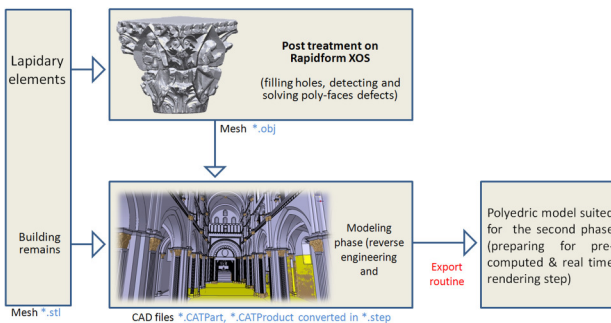 Lapidary
elements
Building
remains
Mesh *.stl
Post treatment on
Rapidform XOS
(filling holes, detecting and
solving poly-faces defects)
Mesh *.obj
Modeling
phase (reverse
engineering
and
CAD files *.CATPart, *.CATProduct converted in *.step
Export
routine
Polyedric model suited
for the second phase
(preparing for pre-
computed & real time
rendering step)